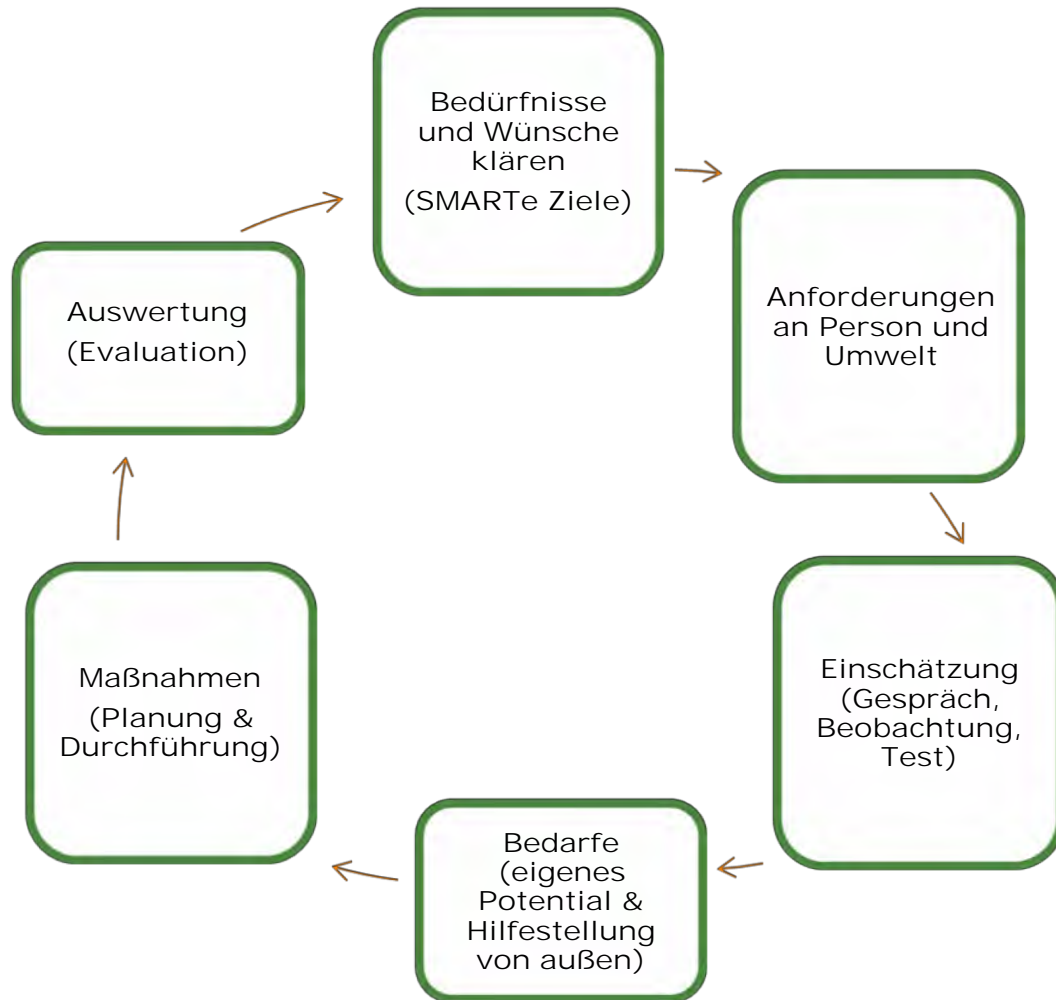 Bedürfnisse
und Wünsche
klären
(SMARTe Ziele)
Anforderungen
an Person und
Umwelt
Einschätzung
(Gespräch,
Beobachtung,
Test)
Bedarfe
(eigenes
Potential &
Hilfestellung
von außen)
Maßnahmen
(Planung &
Durchführung)
Auswertung
(Evaluation)